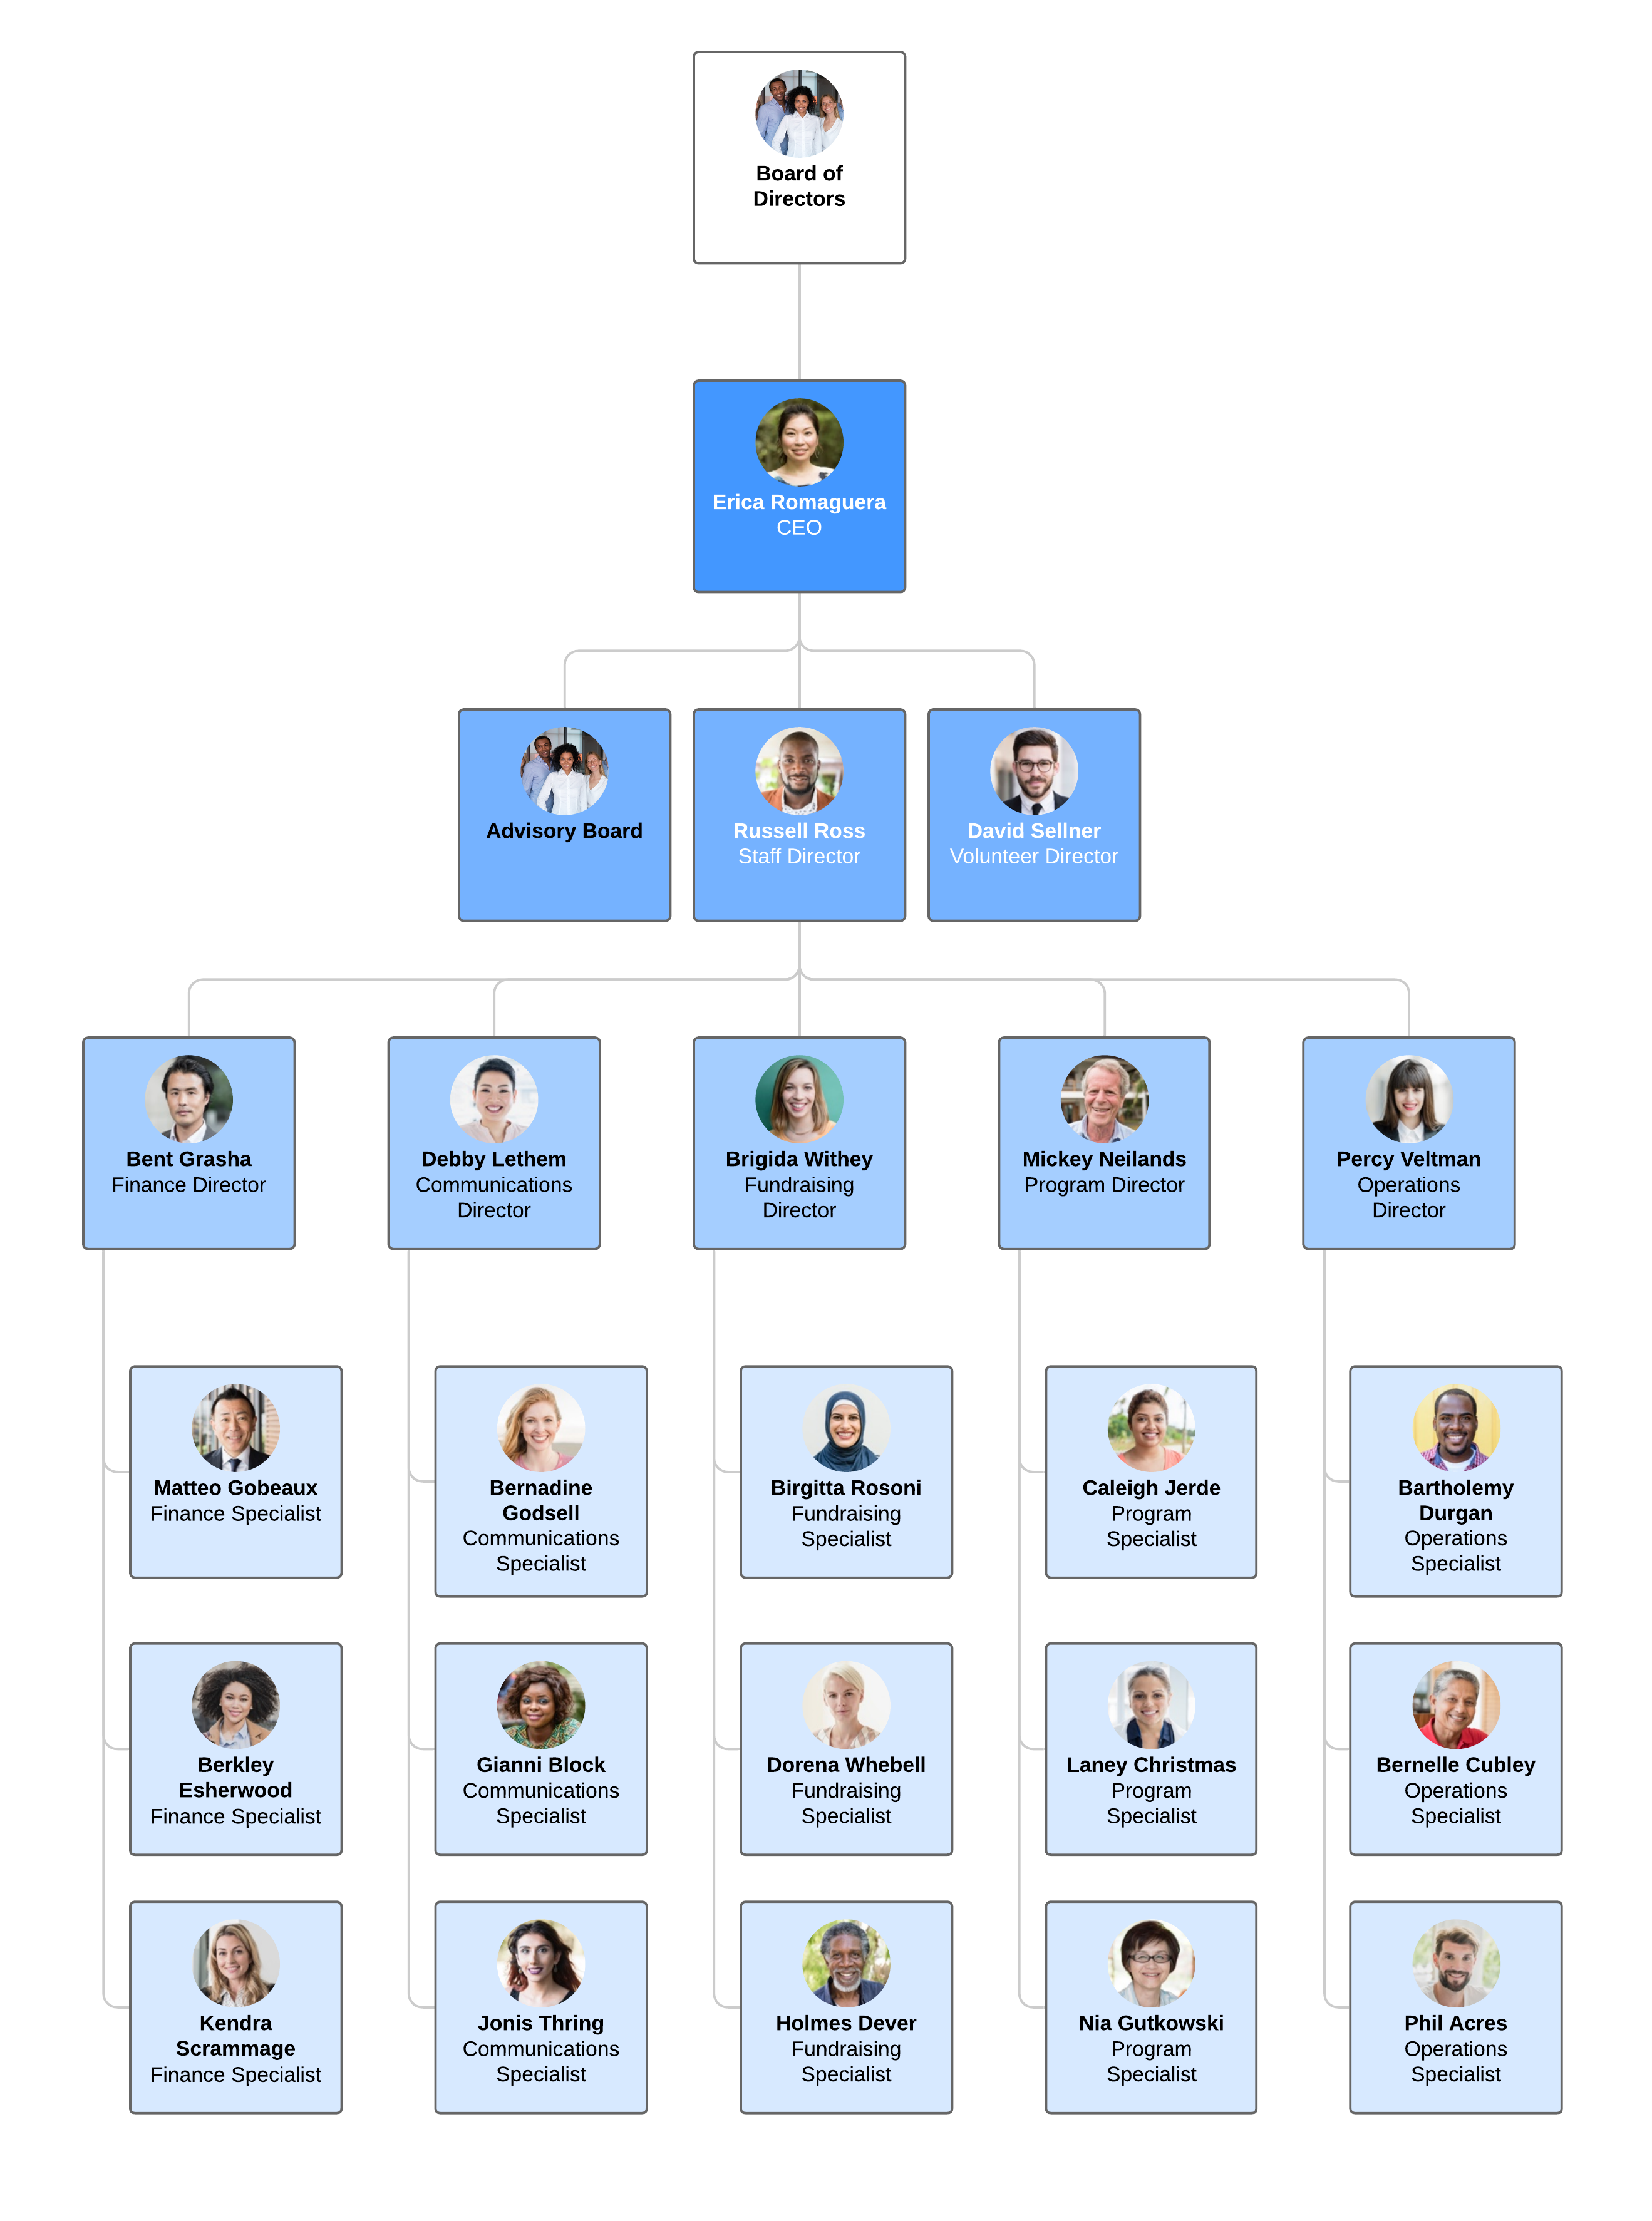 Board of
Directors
Erica Romaguera
CEO
Advisory Board
Russell Ross
Staff Director
David Sellner
Volunteer Director
Bent Grasha
Finance Director
Debby Lethem
Communications
Director
Brigida Withey
Fundraising
Director
Mickey Neilands
Program Director
Percy Veltman
Operations
Director
Matteo Gobeaux
Finance Specialist
Bernadine
Godsell
Communications
Specialist
Birgitta Rosoni
Fundraising
Specialist
Caleigh Jerde
Program
Specialist
Bartholemy
Durgan
Operations
Specialist
Berkley
Esherwood
Finance Specialist
Gianni Block
Communications
Specialist
Dorena Whebell
Fundraising
Specialist
Laney Christmas
Program
Specialist
Bernelle Cubley
Operations
Specialist
Kendra
Scrammage
Finance Specialist
Jonis Thring
Communications
Specialist
Holmes Dever
Fundraising
Specialist
Nia Gutkowski
Program
Specialist
Phil Acres
Operations
Specialist